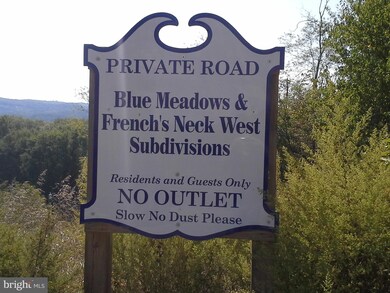 PRIVATE ROAD
Blue Meadows &
French's Neck West
Subdivisions
Residents and Guests Only
NO OUTLET
Slow No Dust Please
bright MLS